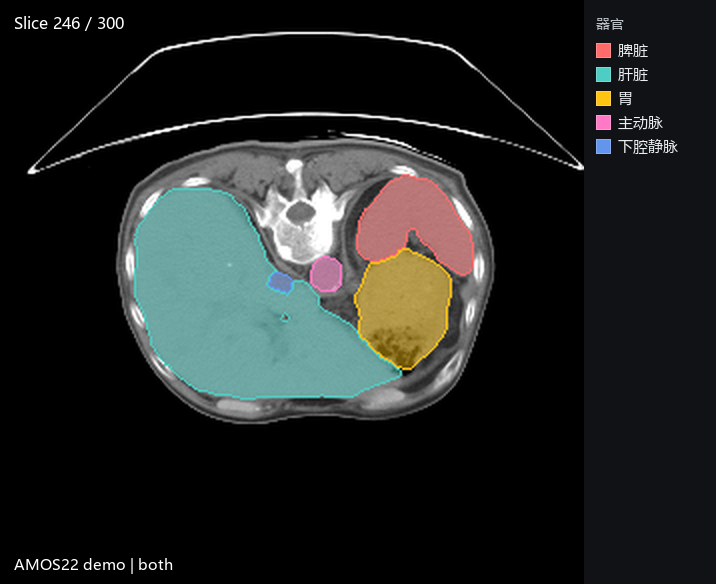 Slice 246 / 300
器官
脾脏
肝脏
胃
主动脉
下腔静脉
AMOS22 demo | both